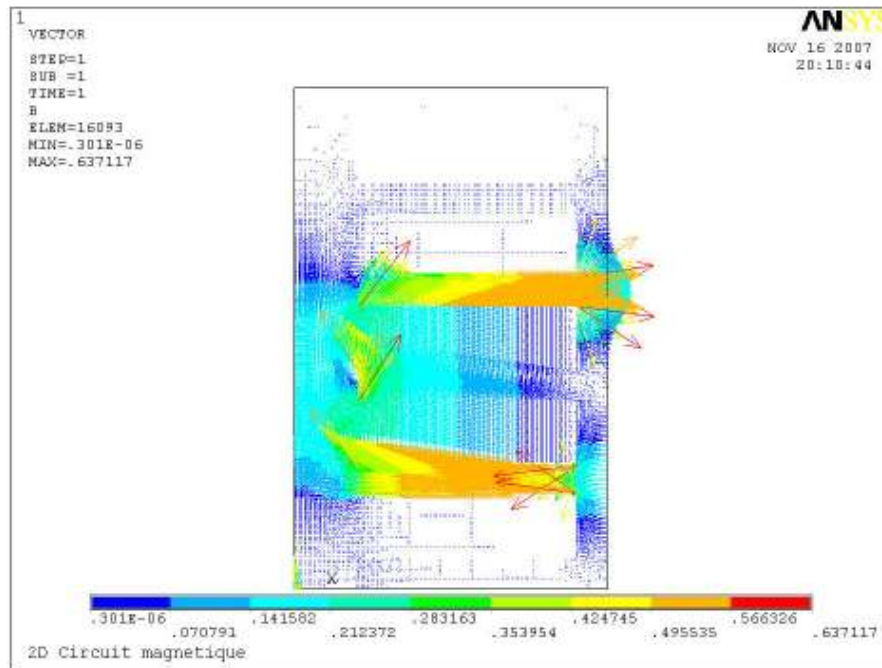 1
VECTOR
STEP=1
SUB =1
TIME=1
B
ELEM=16093
MIN=.301E-06
MAX=.637117
ANSYS
NOV 16 2007
20:10:44
X
.301E-06 .141582 .283163 .424745 .566326
.070791 .212372 .353954 .495535 .637117
2D Circuit magnetique